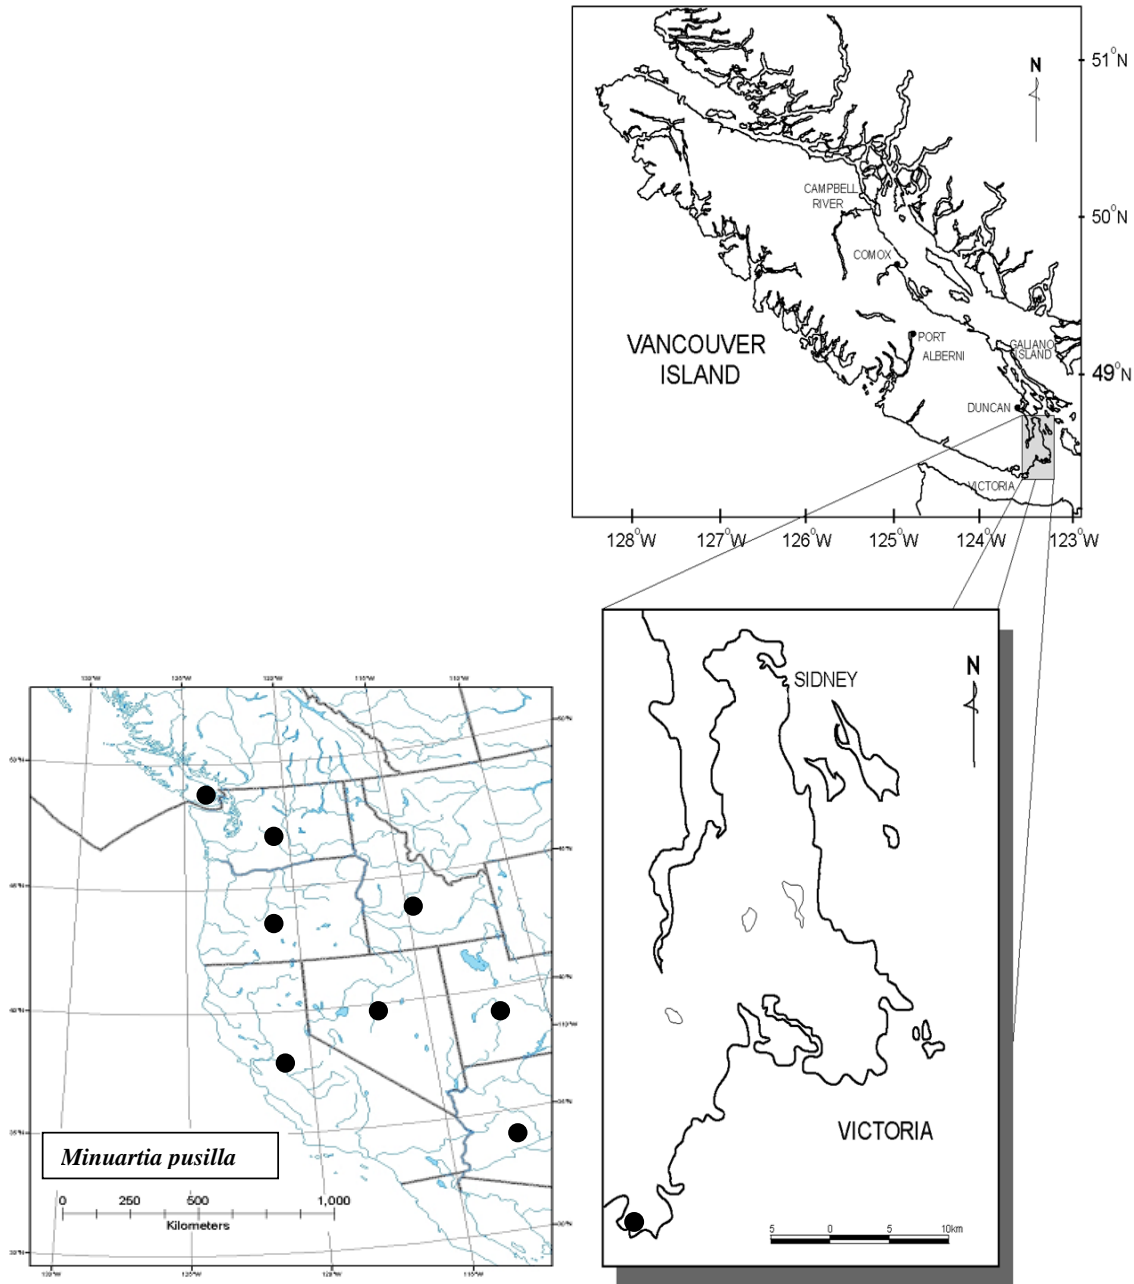 51°N
N
CAMPBELL
RIVER
50°N
COMOX
VANCOUVER
ISLAND
PORT
ALBERNI
GALIANO
ISLAND
49°N
DUNCAN
VICTORIA
128°W 127°W 126°W 125°W 124°W 123°W
SIDNEY
N
VICTORIA
5 0 5 10km
Minuartia pusilla
0 250 500 1,000
Kilometers